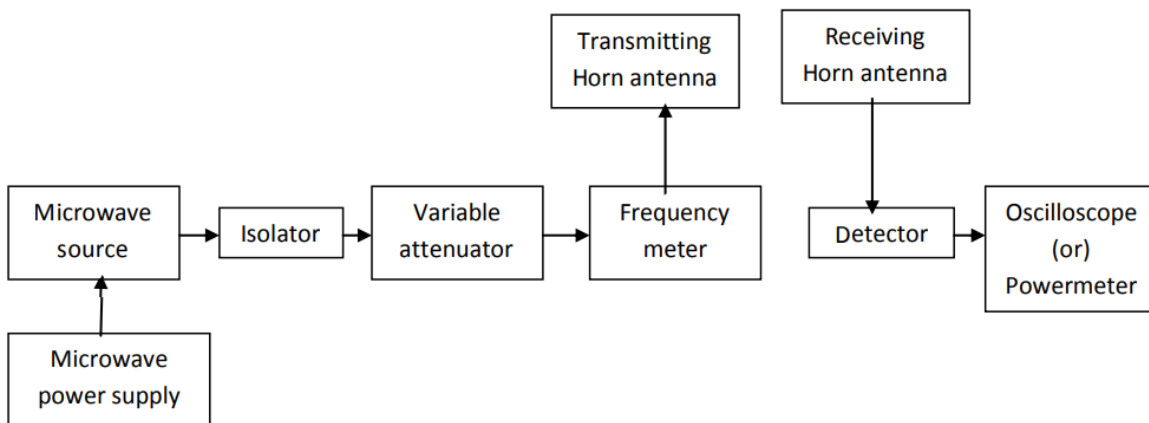 Transmitting
Horn antenna
Receiving
Horn antenna
Microwave
source
Isolator
Variable
attenuator
Frequency
meter
Detector
Oscilloscope
(or)
Powermeter
Microwave
power supply